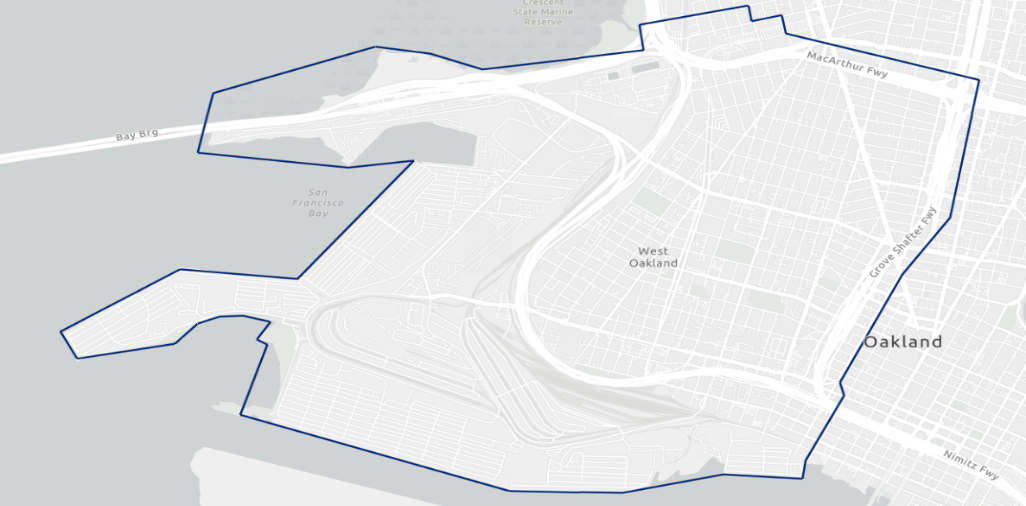 Crescent
State Marine
Reserve
MacArthur Fwy
Bay Brg
San
Francisco
Bay
Grove Shafter Fwy
West
Oakland
Oakland
Nimitz Fwy